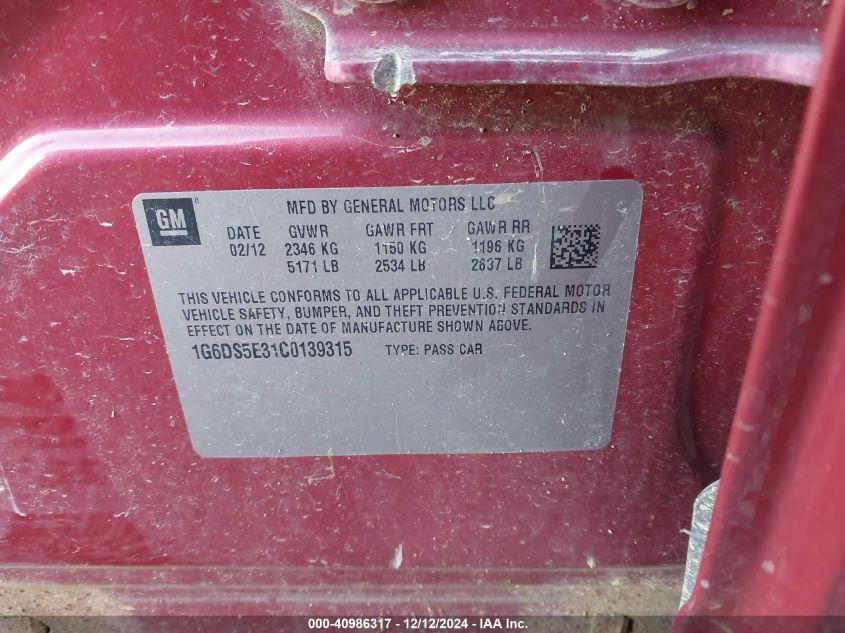 GM
MFD BY GENERAL MOTORS LLC
DATE GVWR GAWR FRT GAWR RR
02/12 2346 KG 1150 KG 1196 KG
5171 LB 2534 LB 2637 LB
THIS VEHICLE CONFORMS TO ALL APPLICABLE U.S. FEDERAL MOTOR
VEHICLE SAFETY, BUMPER, AND THEFT PREVENTION STANDARDS IN
EFFECT ON THE DATE OF MANUFACTURE SHOWN ABOVE.
1G6DS5E31C0139315 TYPE: PASS CAR
000-40986317 - 12/12/2024 - IAAI.com